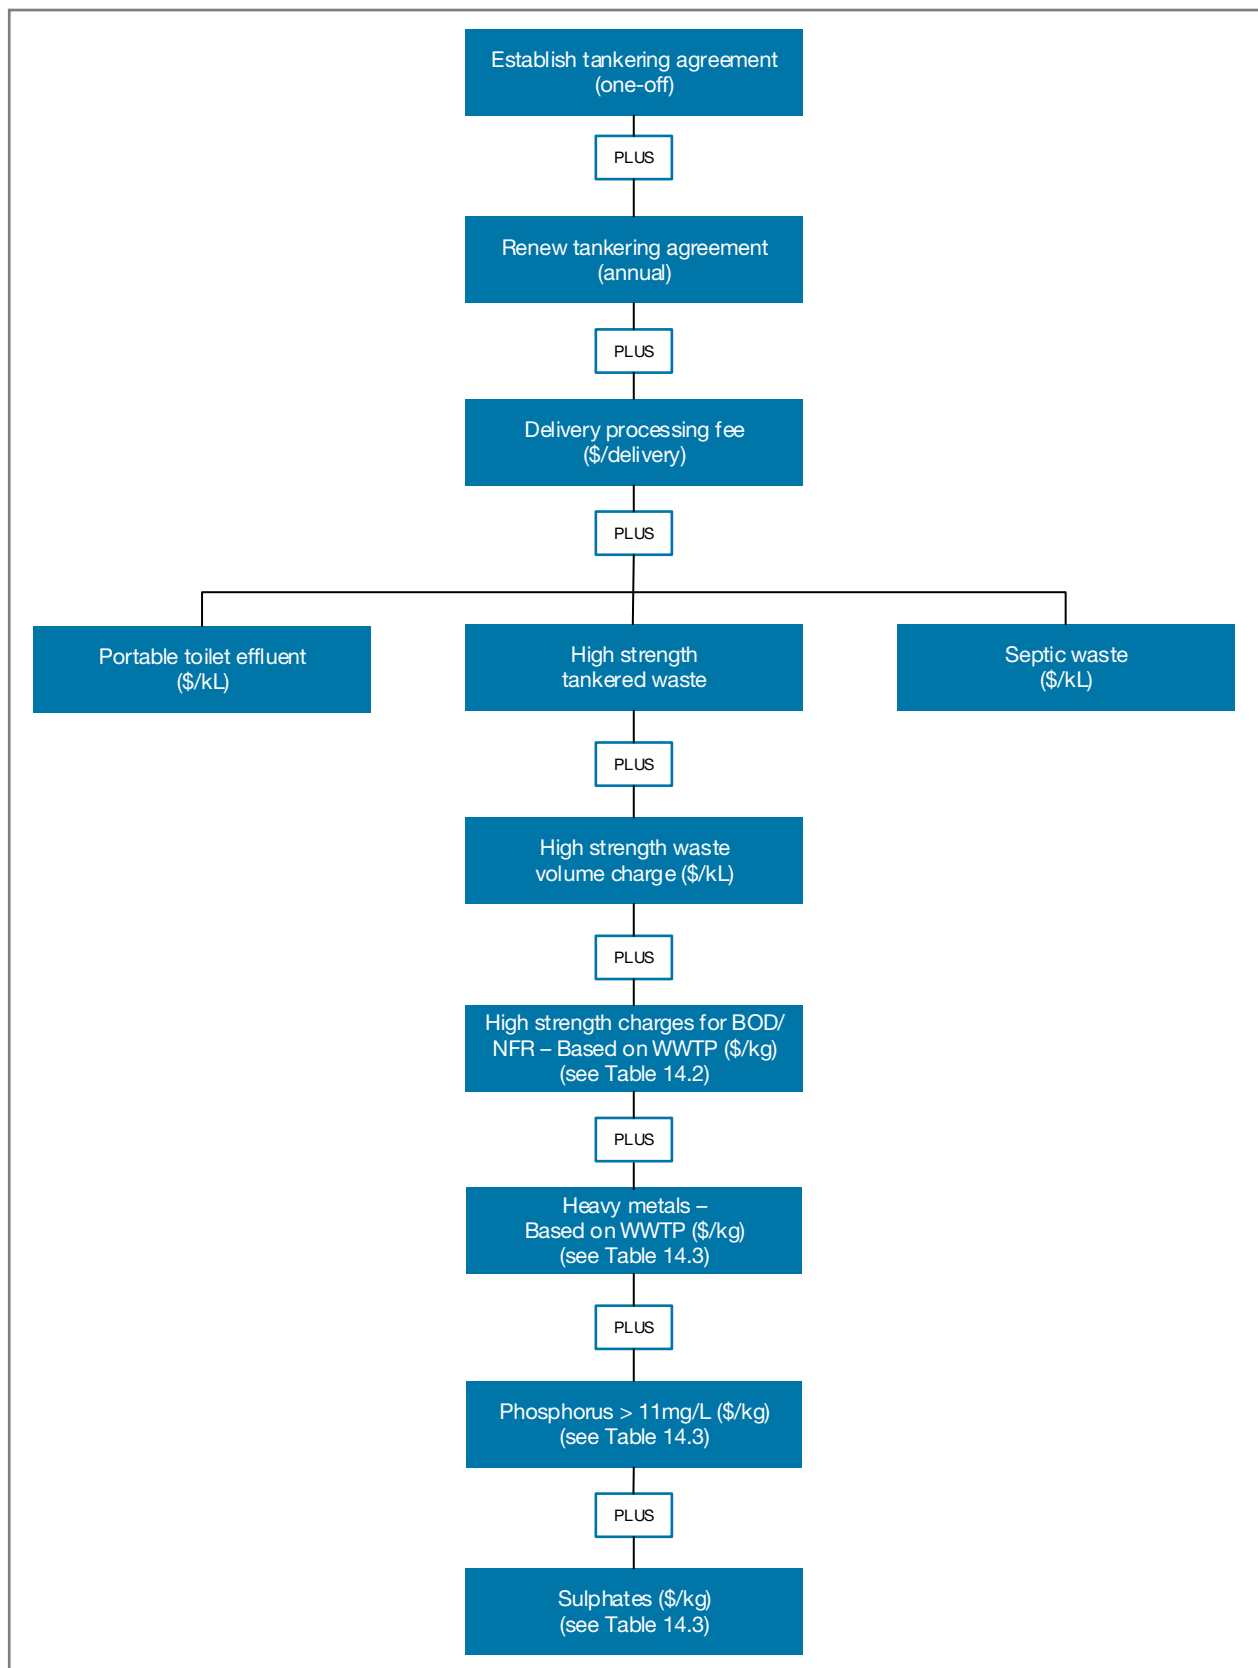 Establish tankering agreement
(one-off)
PLUS
Renew tankering agreement
(annual)
PLUS
Delivery processing fee
($/delivery)
PLUS
Portable toilet effluent
($/kL)
High strength
tankered waste
Septic waste
($/kL)
PLUS
High strength waste
volume charge ($/kL)
PLUS
High strength charges for BOD/
NFR – Based on WWTP ($/kg)
(see Table 14.2)
PLUS
Heavy metals –
Based on WWTP ($/kg)
(see Table 14.3)
PLUS
Phosphorus > 11mg/L ($/kg)
(see Table 14.3)
PLUS
Sulphates ($/kg)
(see Table 14.3)